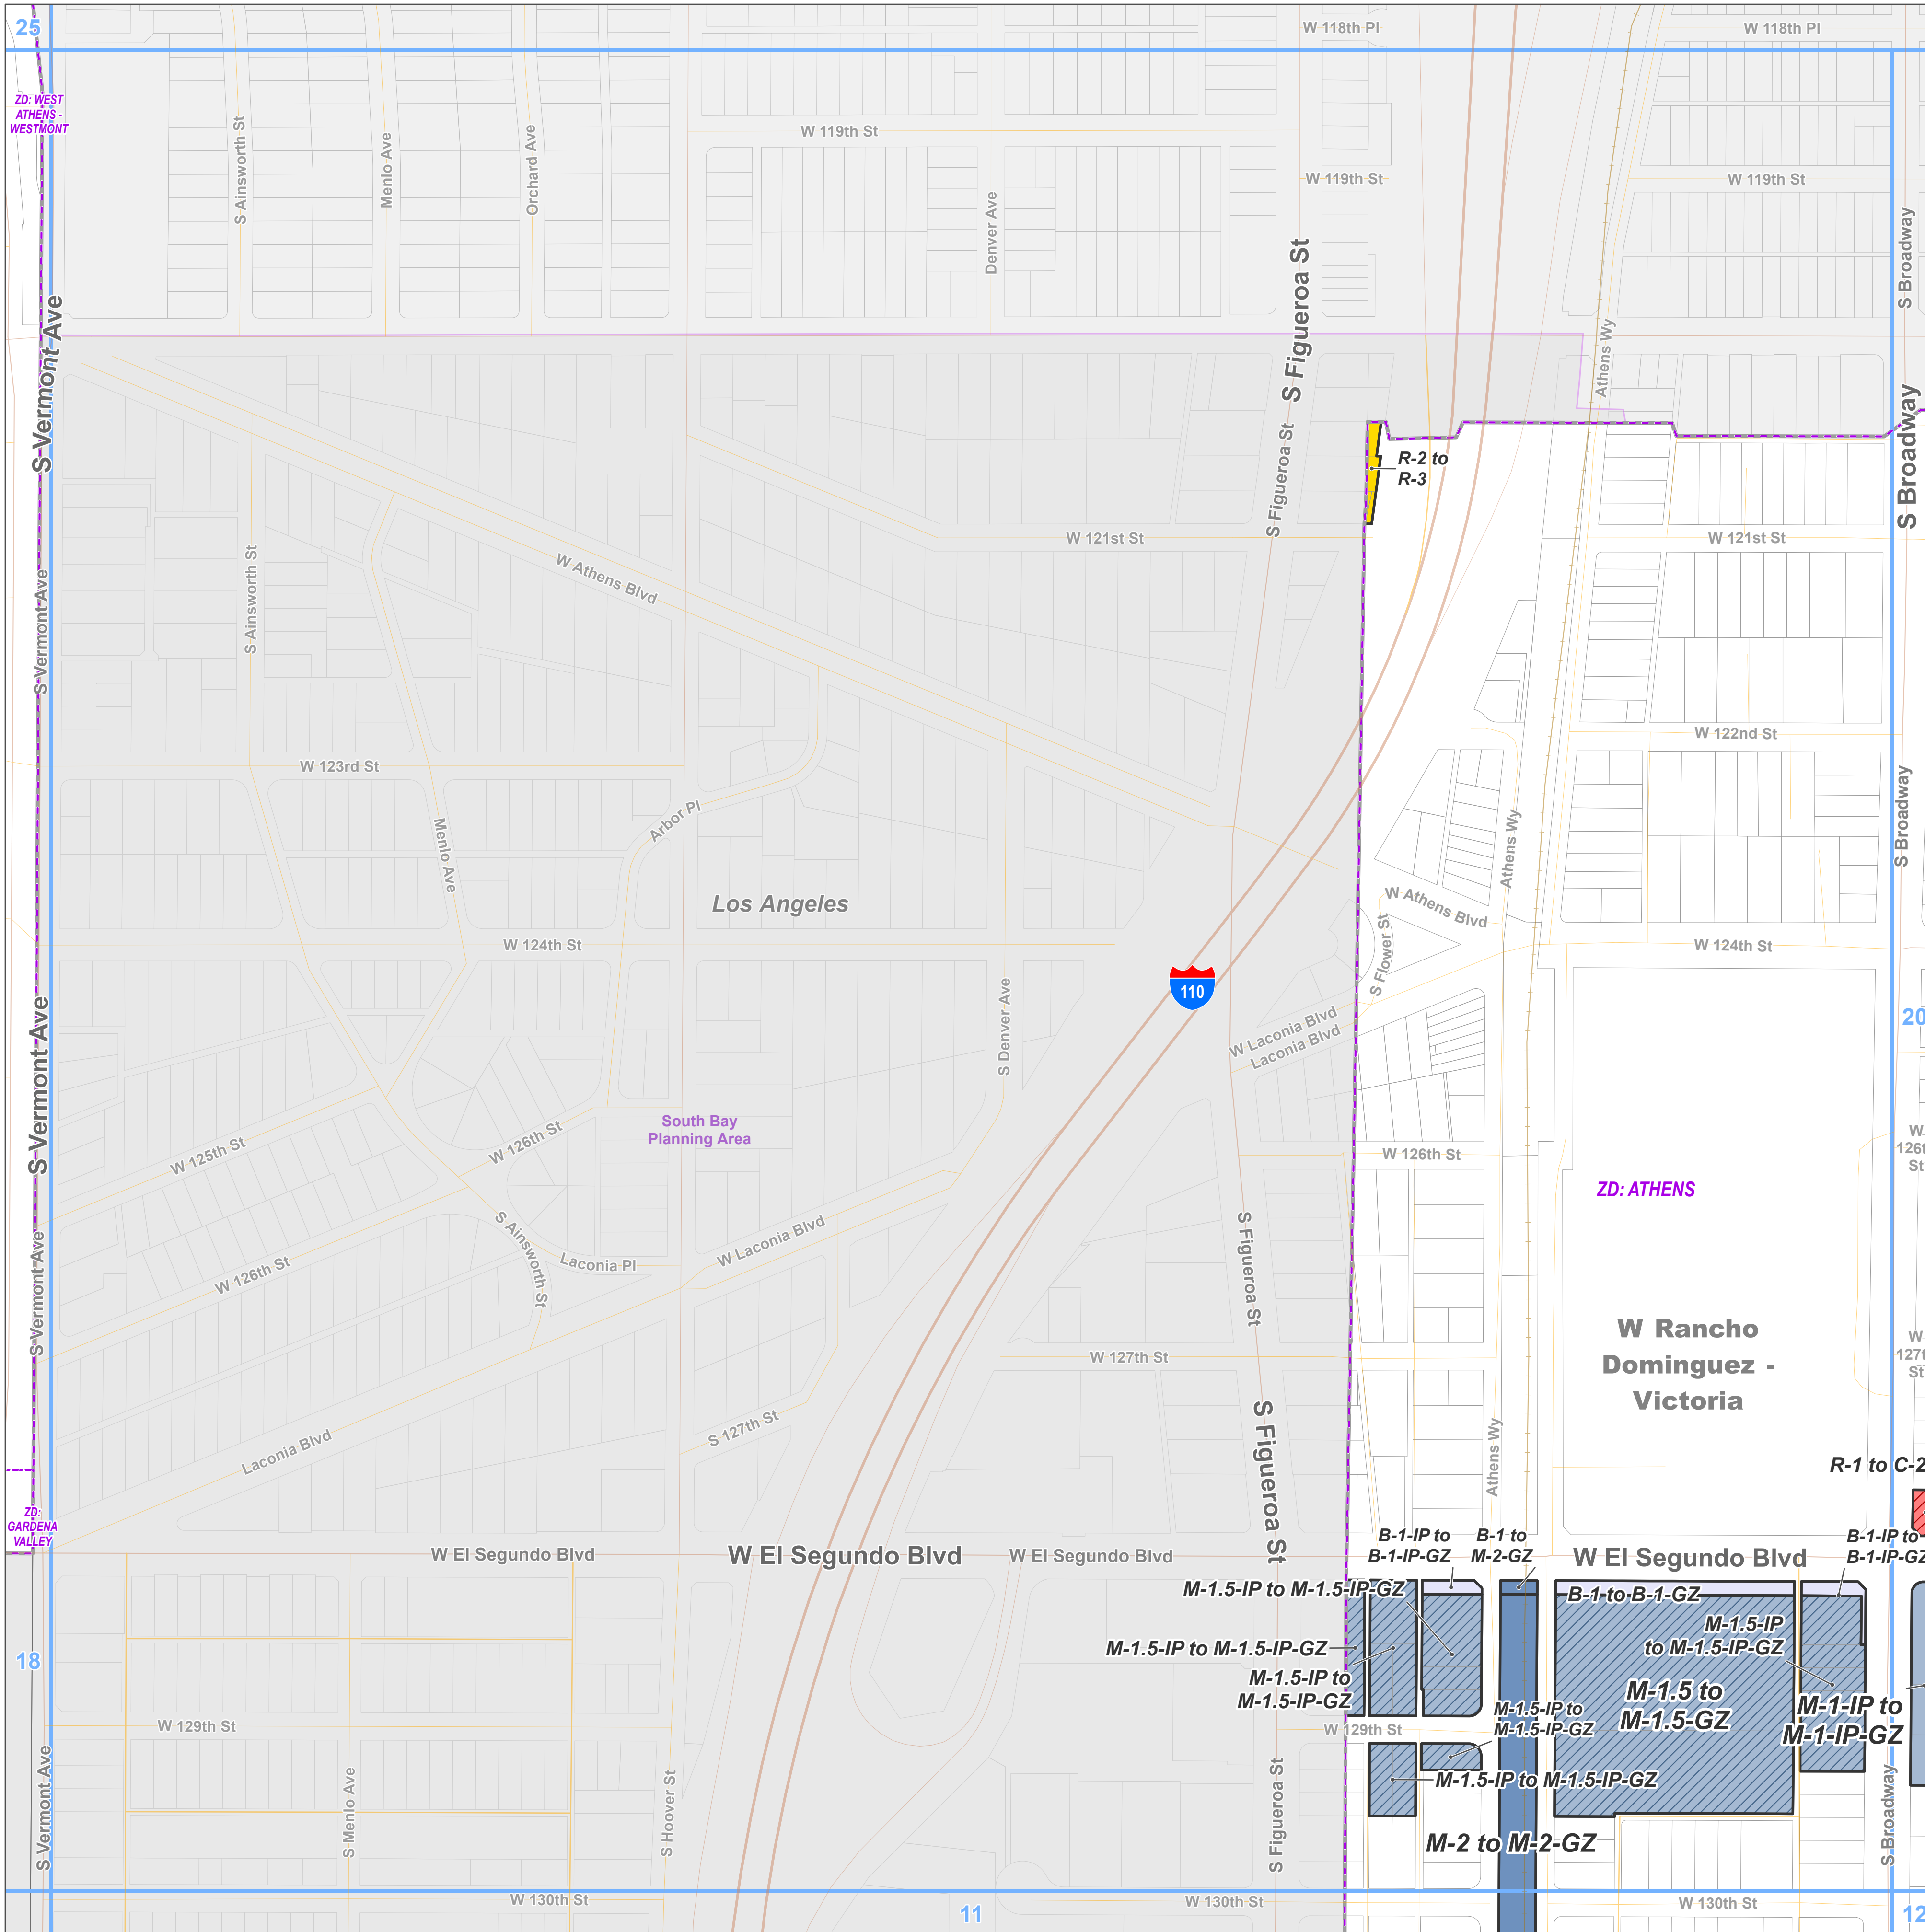 25
W 118th Pl
W 118th Pl
ZD: WEST
ATHENS -
WESTMONT
S Ainsworth St
Menlo Ave
Orchard Ave
W 119th St
W 119th St
W 119th St
Denver Ave
S Figueroa St
S Broadway
S Vermont Ave
Athens Wy
S Broadway
R-2 to
R-3
S Figueroa St
W 121st St
W 121st St
S Ainsworth St
W Athens Blvd
S Vermont Ave
W 122nd St
W 123rd St
Menlo Ave
Arbor Pl
Athens Wy
S Broadway
Los Angeles
W Athens Blvd
S Flower St
W 124th St
W 124th St
110
S Denver Ave
20
W Laconia Blvd
Laconia Blvd
S Vermont Ave
South Bay
Planning Area
W 125th St
W 126th St
W 126th St
W
126t
St
ZD: ATHENS
S Ainsworth St
W Laconia Blvd
Laconia Pl
W 126th St
S Vermont Ave
S Figueroa St
W Rancho
Dominguez -
Victoria
W 127th St
W
127t
St
S 127th St
Laconia Blvd
S Figueroa St
Athens Wy
R-1 to C-2
ZD:
GARDENA
VALLEY
W El Segundo Blvd
W El Segundo Blvd
W El Segundo Blvd
B-1-IP to
B-1-IP-GZ
B-1 to
M-2-GZ
W El Segundo Blvd
B-1-IP to
B-1-IP-GZ
M-1.5-IP to M-1.5-IP-GZ
B-1 to B-1-GZ
M-1.5-IP
to M-1.5-IP-GZ
M-1.5-IP to M-1.5-IP-GZ
18
M-1.5-IP to
M-1.5-IP-GZ
M-1.5 to
M-1.5-GZ
M-1-IP to
M-1-IP-GZ
M-1.5-IP to
M-1.5-IP-GZ
W 129th St
W 129th St
M-1.5-IP to M-1.5-IP-GZ
S Vermont Ave
S Menlo Ave
S Hoover St
S Figueroa St
S Broadway
M-2 to M-2-GZ
W 130th St
W 130th St
W 130th St
11
12